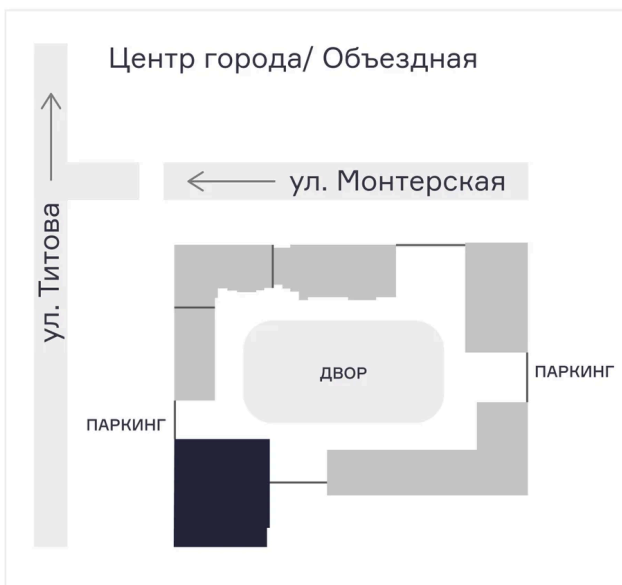 Центр города/ Объездная
ул. Монтерская
ул. Титова
ДВОР
ПАРКИНГ
ПАРКИНГ